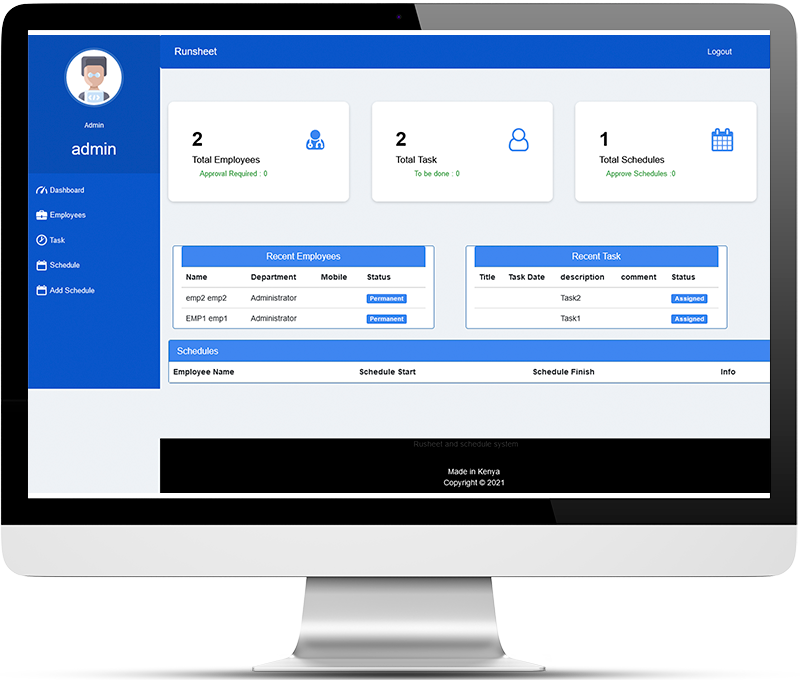 Runsheet
Logout
Admin
admin
Dashboard
Employees
Task
Schedule
Add Schedule
2
Total Employees
Approval Required : 0
2
Total Task
To be done : 0
1
Total Schedules
Approve Schedules :0
Recent Employees
Name Department Mobile Status
emp2 emp2 Administrator Permanent
EMP1 emp1 Administrator Permanent
Recent Task
Title Task Date description comment Status
Task2 Assigned
Task1 Assigned
Schedules
Employee Name Schedule Start Schedule Finish Info
Rusheet and schedule system
Made in Kenya
Copyright © 2021